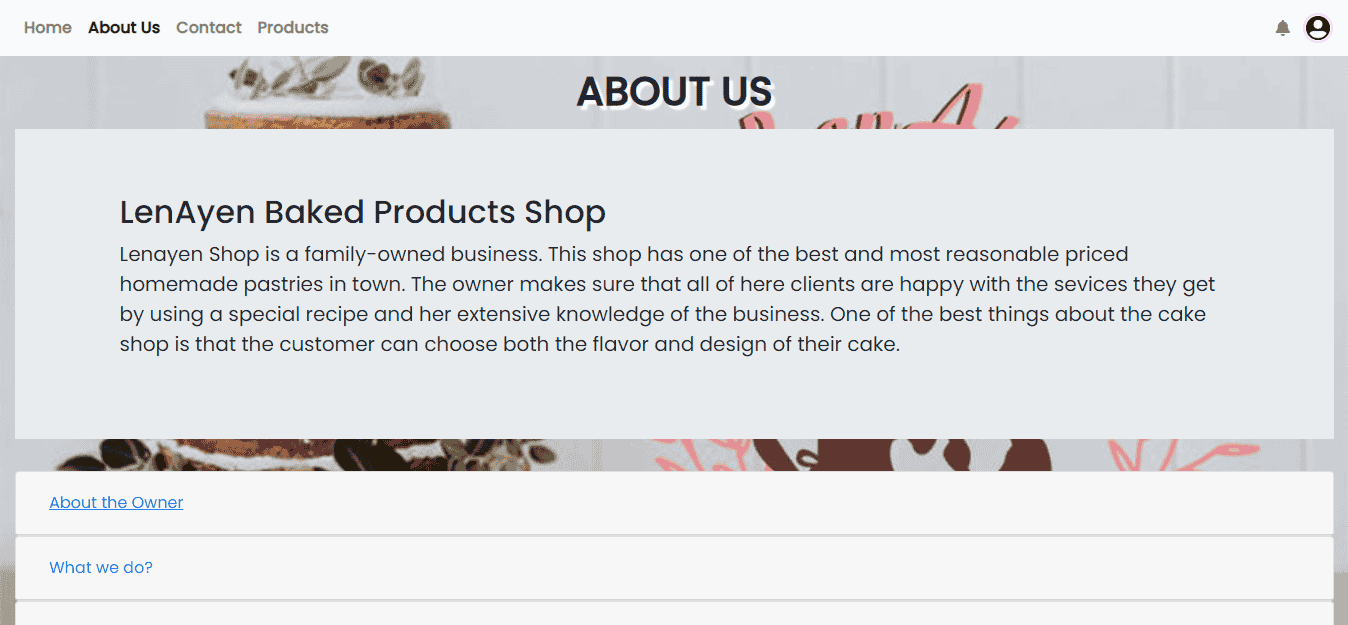 Home About Us Contact Products
ABOUT US
LenAyen Baked Products Shop
Lenayen Shop is a family-owned business. This shop has one of the best and most reasonable priced
homemade pastries in town. The owner makes sure that all of here clients are happy with the sevices they get
by using a special recipe and her extensive knowledge of the business. One of the best things about the cake
shop is that the customer can choose both the flavor and design of their cake.
About the Owner
What we do?